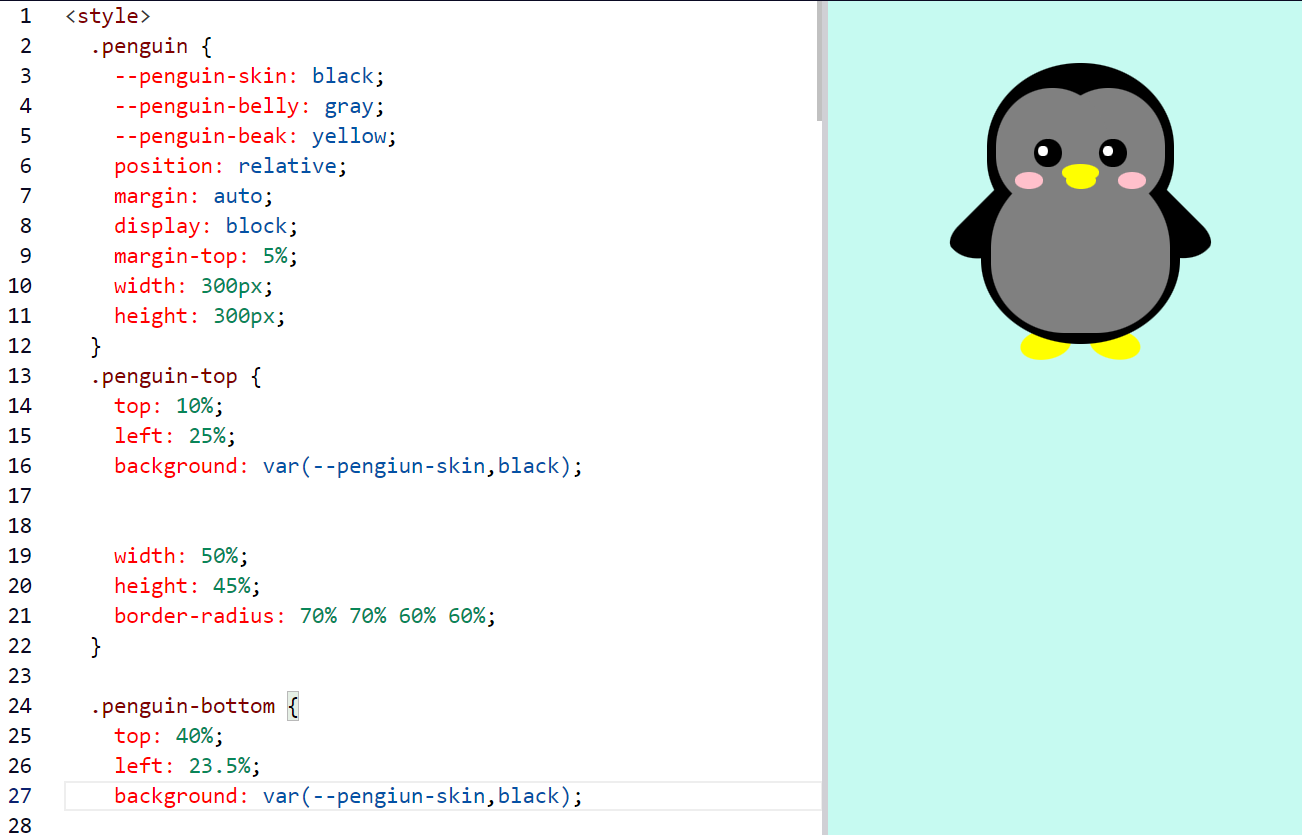 1 <style>
2 .penguin {
3 --penguin-skin: black;
4 --penguin-belly: gray;
5 --penguin-beak: yellow;
6 position: relative;
7 margin: auto;
8 display: block;
9 margin-top: 5%;
10 width: 300px;
11 height: 300px;
12 }
13 .penguin-top {
14 top: 10%;
15 left: 25%;
16 background: var(--pengiun-skin,black);
17
18
19 width: 50%;
20 height: 45%;
21 border-radius: 70% 70% 60% 60%;
22 }
23
24 .penguin-bottom {
25 top: 40%;
26 left: 23.5%;
27 background: var(--pengiun-skin,black);
28